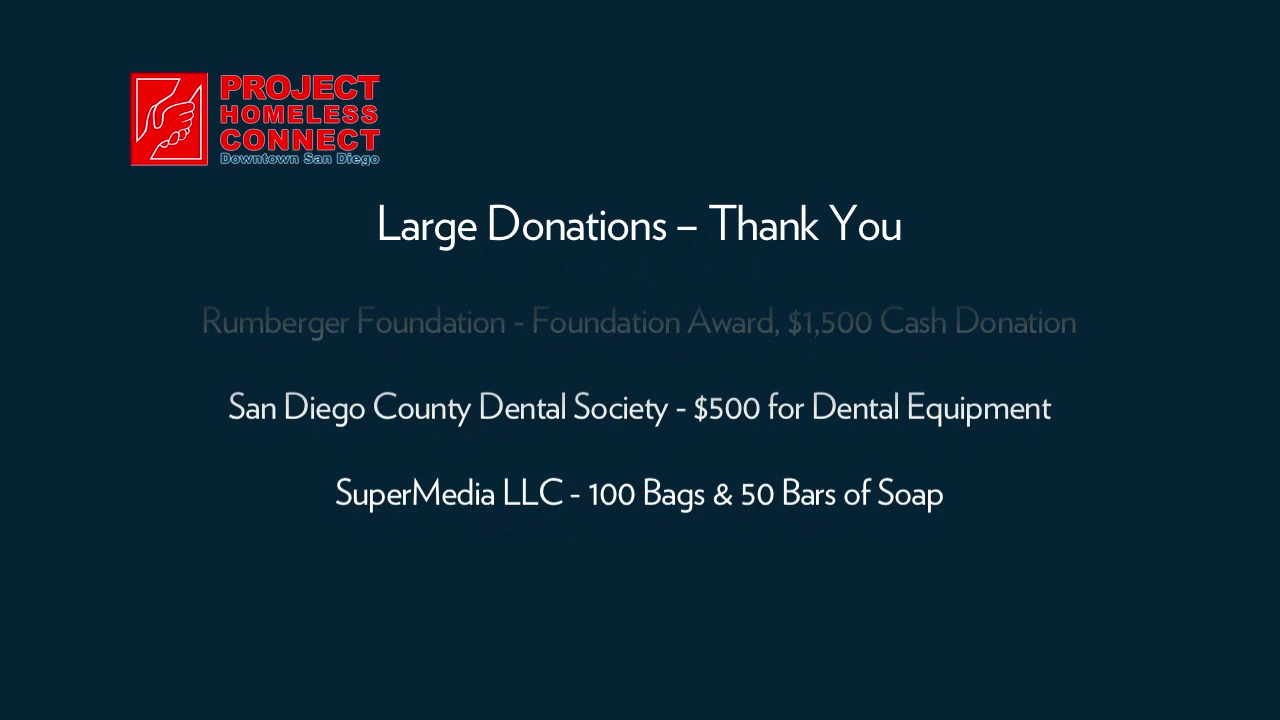 PROJECT
HOMELESS
CONNECT
Downtown San Diego
Large Donations – Thank You
Rumberger Foundation - Foundation Award, $1,500 Cash Donation
San Diego County Dental Society - $500 for Dental Equipment
SuperMedia LLC - 100 Bags & 50 Bars of Soap